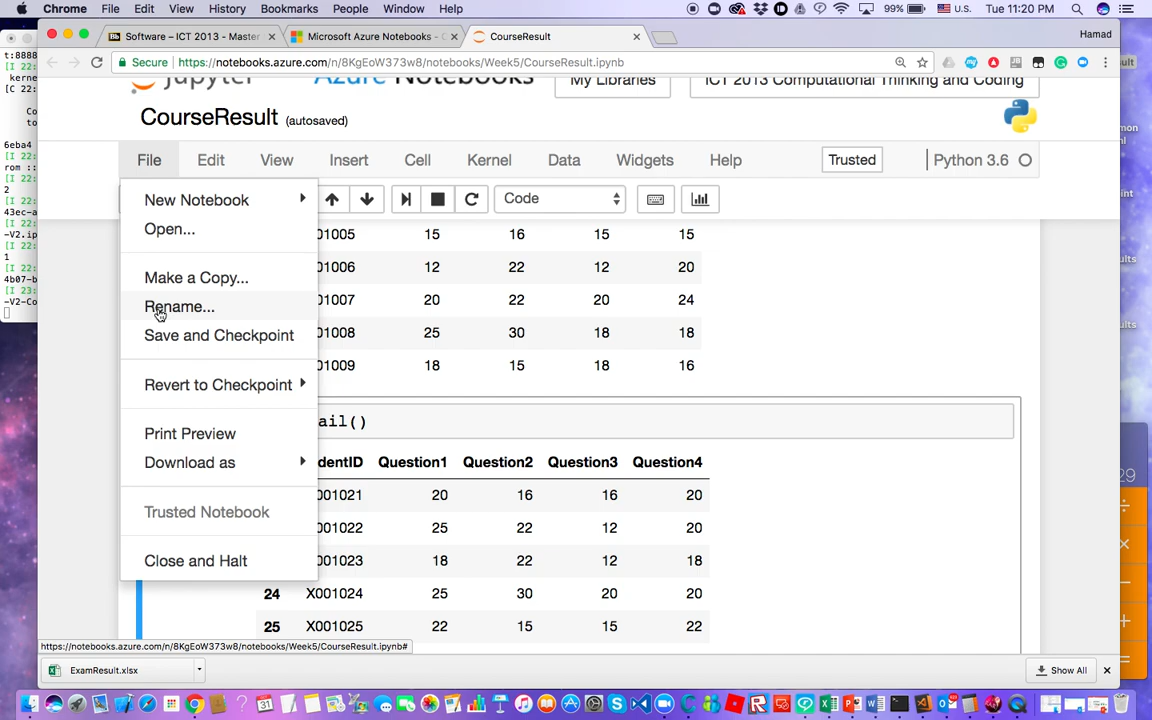 Chrome File Edit View History Bookmarks People Window Help 99% U.S. Tue 11:20 PM
Software – ICT 2013 - Master Microsoft Azure Notebooks - C CourseResult Hamad
Secure https://notebooks.azure.com/n/8KgEoW373w8/notebooks/Week5/CourseResult.ipynb
jupyter Azure Notebooks My Libraries ICT 2013 Computational Thinking and Coding
CourseResult (autosaved)
File Edit View Insert Cell Kernel Data Widgets Help Trusted Python 3.6
Code
New Notebook
Open...
Make a Copy...
Rename...
Save and Checkpoint
Revert to Checkpoint
Print Preview
Download as
Trusted Notebook
Close and Halt
01005 15 16 15 15
01006 12 22 12 20
01007 20 22 20 24
01008 25 30 18 18
01009 18 15 18 16
ail()
dentID Question1 Question2 Question3 Question4
001021 20 16 16 20
001022 25 22 12 20
001023 18 22 12 18
24 X001024 25 30 20 20
25 X001025 22 15 15 22
https://notebooks.azure.com/n/8KgEoW373w8/notebooks/Week5/CourseResult.ipynb#
ExamResult.xlsx Show All